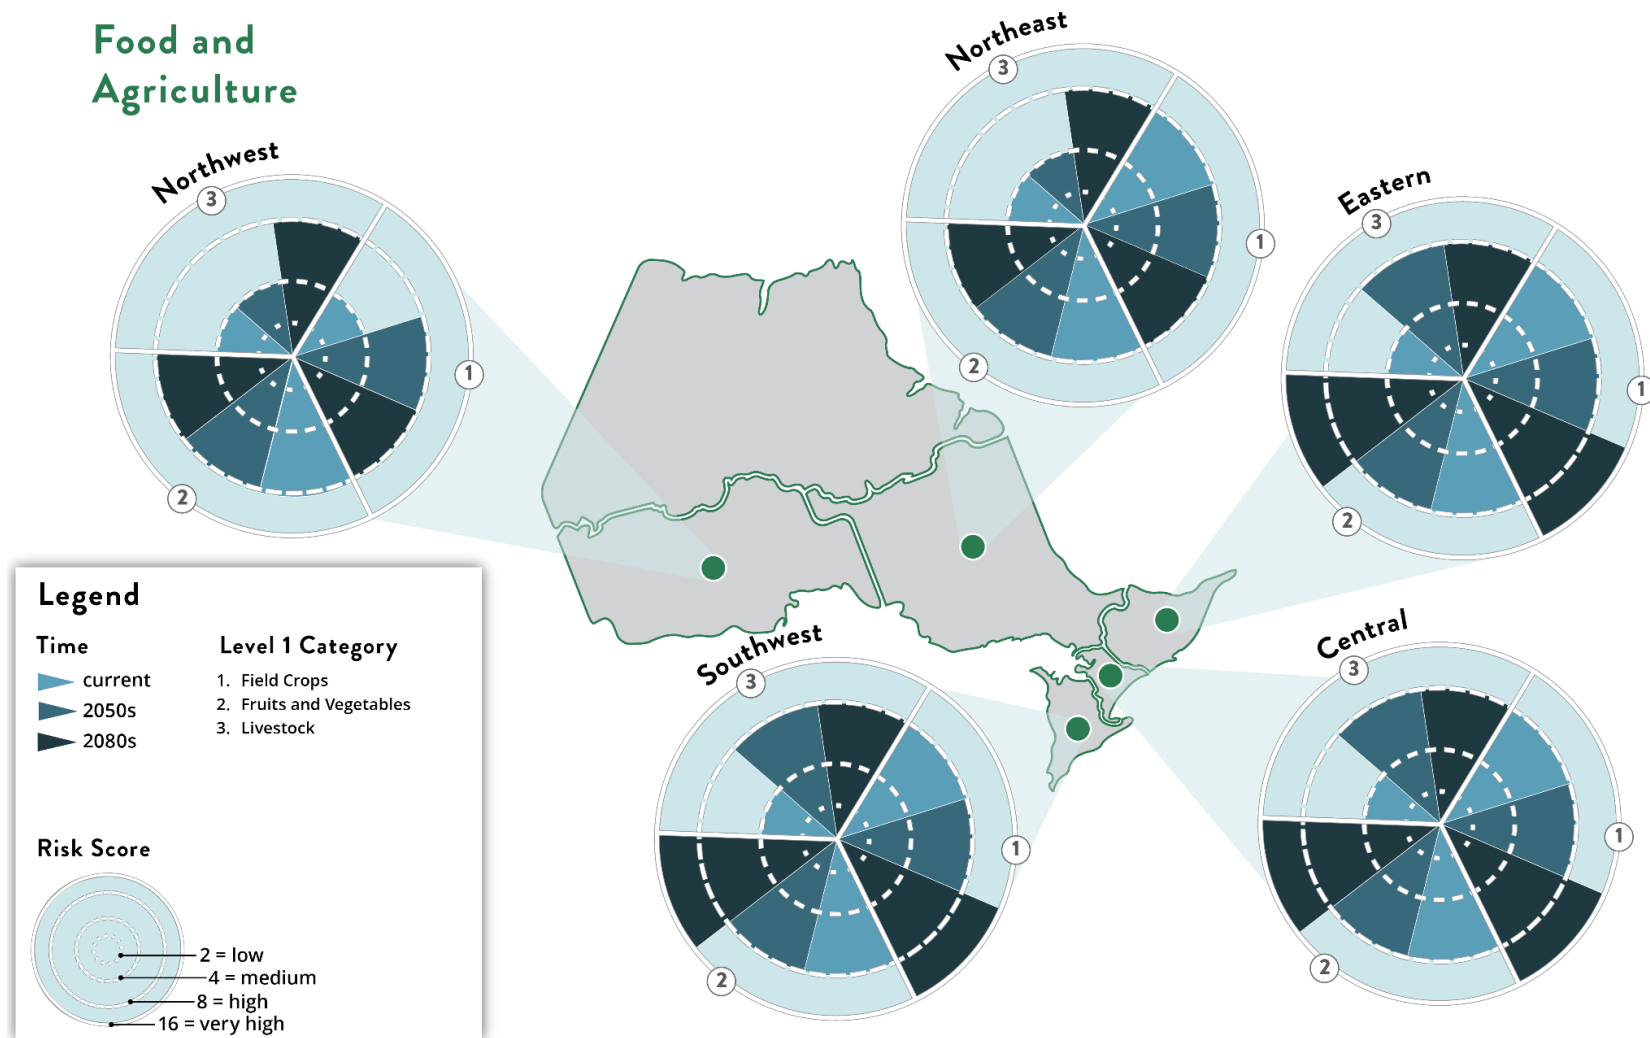 Food and
Agriculture
Northwest
3
1
2
Northeast
3
1
2
Eastern
3
1
2
Southwest
3
1
2
Central
3
1
2
Legend
Time
current
2050s
2080s
Level 1 Category
1. Field Crops
2. Fruits and Vegetables
3. Livestock
Risk Score
2 = low
4 = medium
8 = high
16 = very high